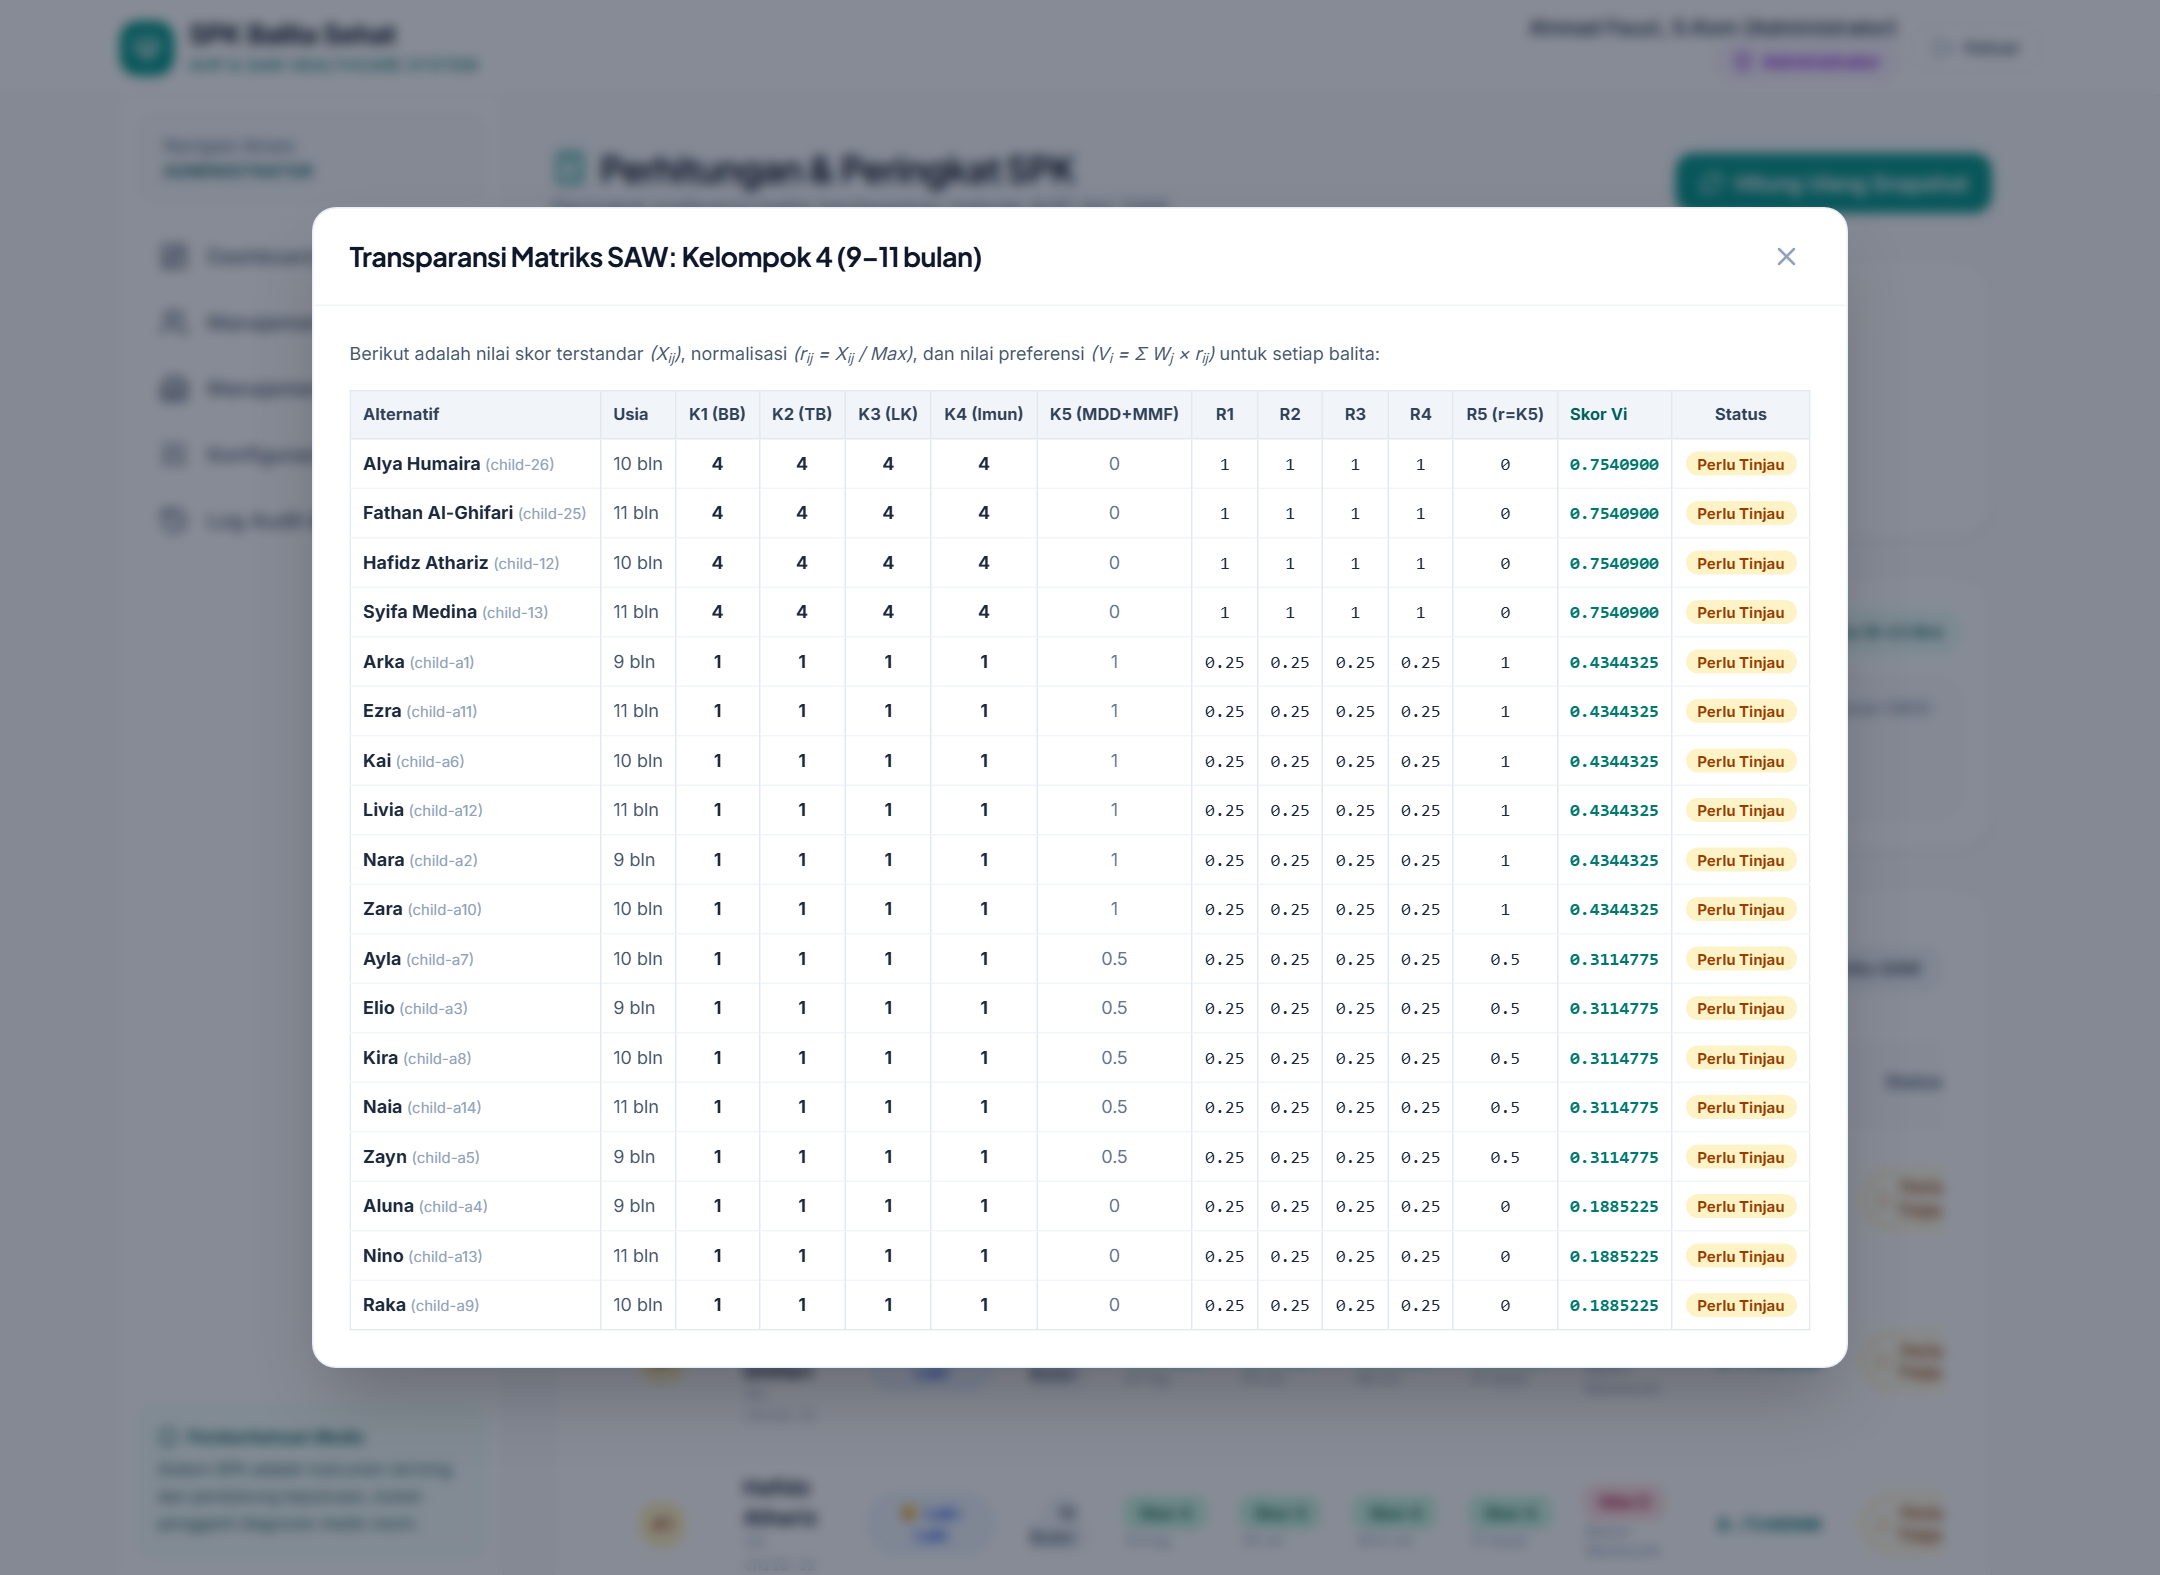 SPK Balita Sehat
Perhitungan & Peringkat SPK
Hitung Ulang Snapshot
Transparansi Matriks SAW: Kelompok 4 (9–11 bulan)
Berikut adalah nilai skor terstandar (Xij), normalisasi (rij = Xij / Max), dan nilai preferensi (Vi = Σ Wj × rij) untuk setiap balita:
Alternatif Usia K1 (BB) K2 (TB) K3 (LK) K4 (Imun) K5 (MDD+MMF) R1 R2 R3 R4 R5 (r=K5) Skor Vi Status
Alya Humaira (child-26) 10 bln 4 4 4 4 0 1 1 1 1 0 0.7540900 Perlu Tinjau
Fathan Al-Ghifari (child-25) 11 bln 4 4 4 4 0 1 1 1 1 0 0.7540900 Perlu Tinjau
Hafidz Athariz (child-12) 10 bln 4 4 4 4 0 1 1 1 1 0 0.7540900 Perlu Tinjau
Syifa Medina (child-13) 11 bln 4 4 4 4 0 1 1 1 1 0 0.7540900 Perlu Tinjau
Arka (child-a1) 9 bln 1 1 1 1 1 0.25 0.25 0.25 0.25 1 0.4344325 Perlu Tinjau
Ezra (child-a11) 11 bln 1 1 1 1 1 0.25 0.25 0.25 0.25 1 0.4344325 Perlu Tinjau
Kai (child-a6) 10 bln 1 1 1 1 1 0.25 0.25 0.25 0.25 1 0.4344325 Perlu Tinjau
Livia (child-a12) 11 bln 1 1 1 1 1 0.25 0.25 0.25 0.25 1 0.4344325 Perlu Tinjau
Nara (child-a2) 9 bln 1 1 1 1 1 0.25 0.25 0.25 0.25 1 0.4344325 Perlu Tinjau
Zara (child-a10) 10 bln 1 1 1 1 1 0.25 0.25 0.25 0.25 1 0.4344325 Perlu Tinjau
Ayla (child-a7) 10 bln 1 1 1 1 0.5 0.25 0.25 0.25 0.25 0.5 0.3114775 Perlu Tinjau
Elio (child-a3) 9 bln 1 1 1 1 0.5 0.25 0.25 0.25 0.25 0.5 0.3114775 Perlu Tinjau
Kira (child-a8) 10 bln 1 1 1 1 0.5 0.25 0.25 0.25 0.25 0.5 0.3114775 Perlu Tinjau
Naia (child-a14) 11 bln 1 1 1 1 0.5 0.25 0.25 0.25 0.25 0.5 0.3114775 Perlu Tinjau
Zayn (child-a5) 9 bln 1 1 1 1 0.5 0.25 0.25 0.25 0.25 0.5 0.3114775 Perlu Tinjau
Aluna (child-a4) 9 bln 1 1 1 1 0 0.25 0.25 0.25 0.25 0 0.1885225 Perlu Tinjau
Nino (child-a13) 11 bln 1 1 1 1 0 0.25 0.25 0.25 0.25 0 0.1885225 Perlu Tinjau
Raka (child-a9) 10 bln 1 1 1 1 0 0.25 0.25 0.25 0.25 0 0.1885225 Perlu Tinjau